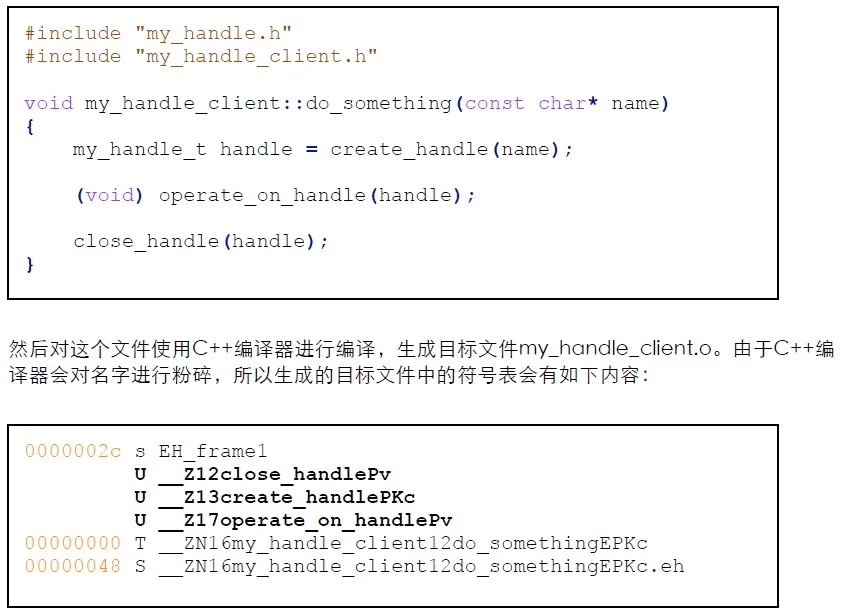 #include "my_handle.h"
#include "my_handle_client.h"
void my_handle_client::do_something(const char* name)
{
my_handle_t handle = create_handle(name);
(void) operate_on_handle(handle);
close_handle(handle);
}
然后对这个文件使用C++编译器进行编译，生成目标文件my_handle_client.o。由于C++编
译器会对名字进行粉碎，所以生成的目标文件中的符号表会有如下内容：
0000002c s EH_frame1
U __Z12close_handlePv
U __Z13create_handlePKc
U __Z17operate_on_handlePv
00000000 T __ZN16my_handle_client12do_somethingEPKc
00000048 S __ZN16my_handle_client12do_somethingEPKc.eh